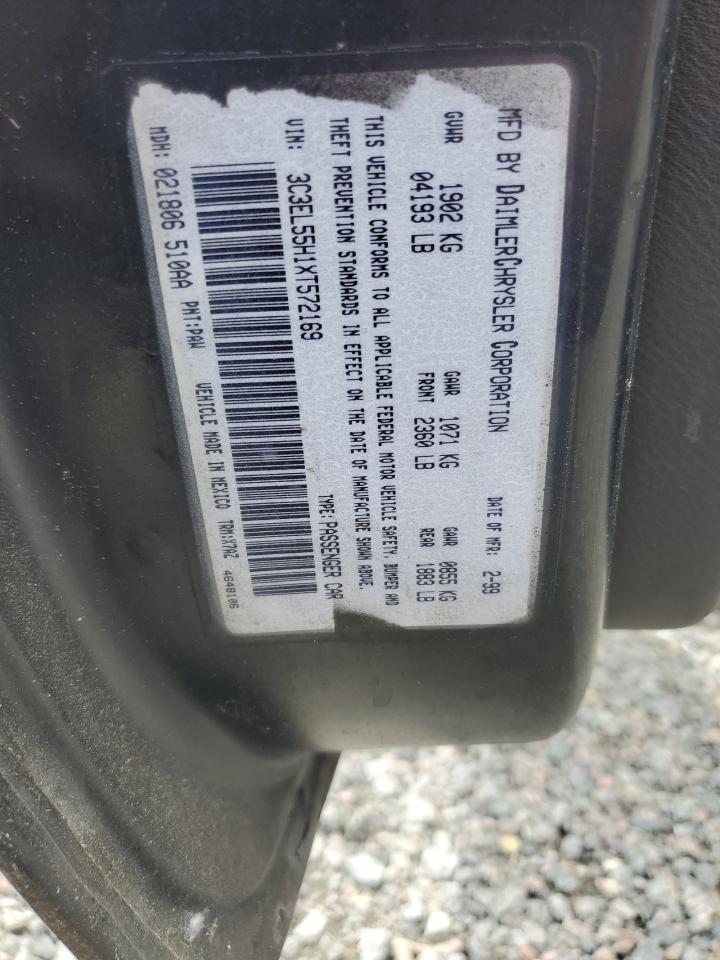 MFD BY DAIMLERCHRYSLER CORPORATION DATE OF MFR: 2-99
GVWR 1902 KG GAWR 1071 KG GAWR 0855 KG
04193 LB FRONT 2360 LB REAR 1883 LB
THIS VEHICLE CONFORMS TO ALL APPLICABLE FEDERAL MOTOR VEHICLE SAFETY, BUMPER AND
THEFT PREVENTION STANDARDS IN EFFECT ON THE DATE OF MANUFACTURE SHOWN ABOVE.
VIN: 3C3EL55H1XT572169 TYPE: PASSENGER CAR
MDH: 021806 510AA PNT:PAW VEHICLE MADE IN MEXICO TRM:X7AZ 4648106